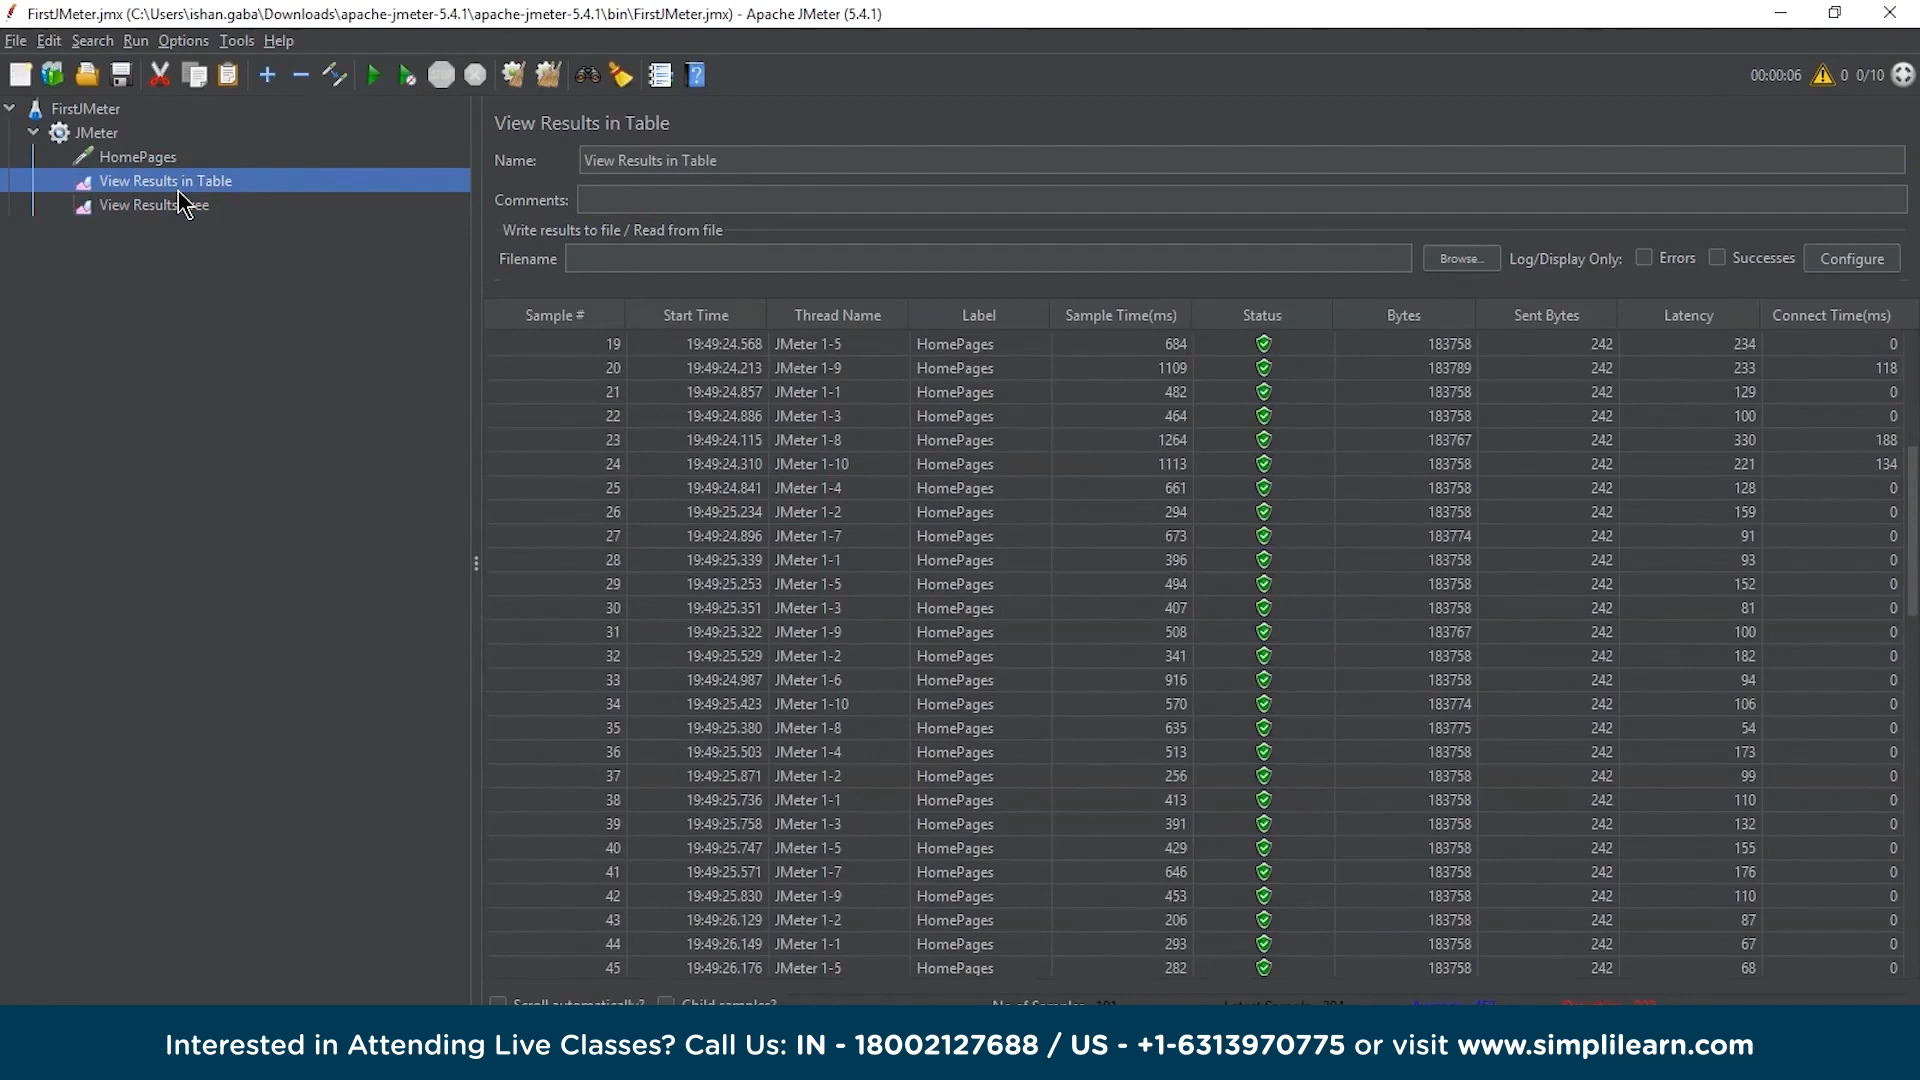 FirstJMeter.jmx (C:\Users\ishan.gaba\Downloads\apache-jmeter-5.4.1\apache-jmeter-5.4.1\bin\FirstJMeter.jmx) - Apache JMeter (5.4.1)
File Edit Search Run Options Tools Help
00:00:06 0 0/10
FirstJMeter
JMeter
HomePages
View Results in Table
View Results
View Results in Table
Name: View Results in Table
Comments:
Write results to file / Read from file
Filename Browse... Log/Display Only: Errors Successes Configure
Sample # Start Time Thread Name Label Sample Time(ms) Status Bytes Sent Bytes Latency Connect Time(ms)
19 19:49:24.568 JMeter 1-5 HomePages 684 183758 242 234 0
20 19:49:24.213 JMeter 1-9 HomePages 1109 183789 242 233 118
21 19:49:24.857 JMeter 1-1 HomePages 482 183758 242 129 0
22 19:49:24.886 JMeter 1-3 HomePages 464 183758 242 100 0
23 19:49:24.115 JMeter 1-8 HomePages 1264 183767 242 330 188
24 19:49:24.310 JMeter 1-10 HomePages 1113 183758 242 221 134
25 19:49:24.841 JMeter 1-4 HomePages 661 183758 242 128 0
26 19:49:25.234 JMeter 1-2 HomePages 294 183758 242 159 0
27 19:49:24.896 JMeter 1-7 HomePages 673 183774 242 91 0
28 19:49:25.339 JMeter 1-1 HomePages 396 183758 242 93 0
29 19:49:25.253 JMeter 1-5 HomePages 494 183758 242 152 0
30 19:49:25.351 JMeter 1-3 HomePages 407 183758 242 81 0
31 19:49:25.322 JMeter 1-9 HomePages 508 183767 242 100 0
32 19:49:25.529 JMeter 1-2 HomePages 341 183758 242 182 0
33 19:49:24.987 JMeter 1-6 HomePages 916 183758 242 94 0
34 19:49:25.423 JMeter 1-10 HomePages 570 183774 242 106 0
35 19:49:25.380 JMeter 1-8 HomePages 635 183775 242 54 0
36 19:49:25.503 JMeter 1-4 HomePages 513 183758 242 173 0
37 19:49:25.871 JMeter 1-2 HomePages 256 183758 242 99 0
38 19:49:25.736 JMeter 1-1 HomePages 413 183758 242 110 0
39 19:49:25.758 JMeter 1-3 HomePages 391 183758 242 132 0
40 19:49:25.747 JMeter 1-5 HomePages 429 183758 242 155 0
41 19:49:25.571 JMeter 1-7 HomePages 646 183758 242 176 0
42 19:49:25.830 JMeter 1-9 HomePages 453 183758 242 110 0
43 19:49:26.129 JMeter 1-2 HomePages 206 183758 242 87 0
44 19:49:26.149 JMeter 1-1 HomePages 293 183758 242 67 0
45 19:49:26.176 JMeter 1-5 HomePages 282 183758 242 68 0
Scroll automatically? Child samples? No of Samples
Interested in Attending Live Classes? Call Us: IN - 18002127688 / US - +1-6313970775 or visit www.simplilearn.com